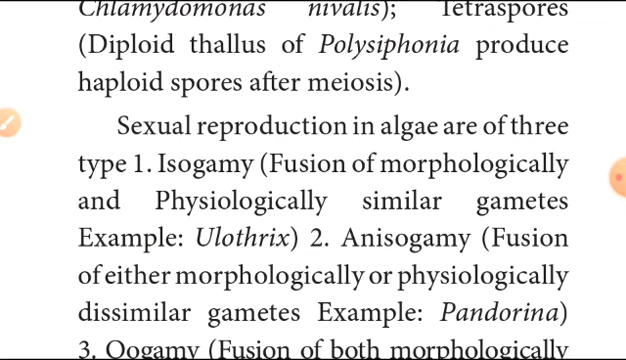 Chlamydomonas nivalis); Tetraspores
(Diploid thallus of Polysiphonia produce
haploid spores after meiosis).
Sexual reproduction in algae are of three
type 1. Isogamy (Fusion of morphologically
and Physiologically similar gametes
Example: Ulothrix) 2. Anisogamy (Fusion
of either morphologically or physiologically
dissimilar gametes Example: Pandorina)
3. Oogamy (Fusion of both morphologically